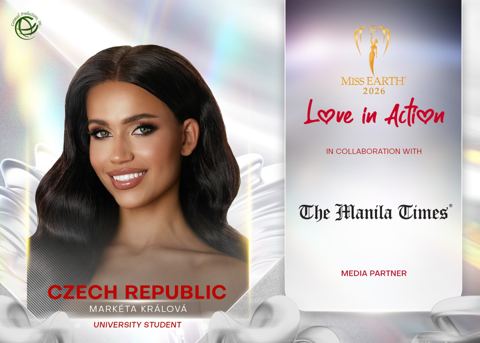 CZECH REPUBLIC
MARKÉTA KRÁLOVÁ
UNIVERSITY STUDENT
MISS EARTH
2026
Love in Action
IN COLLABORATION WITH
The Manila Times®
MEDIA PARTNER